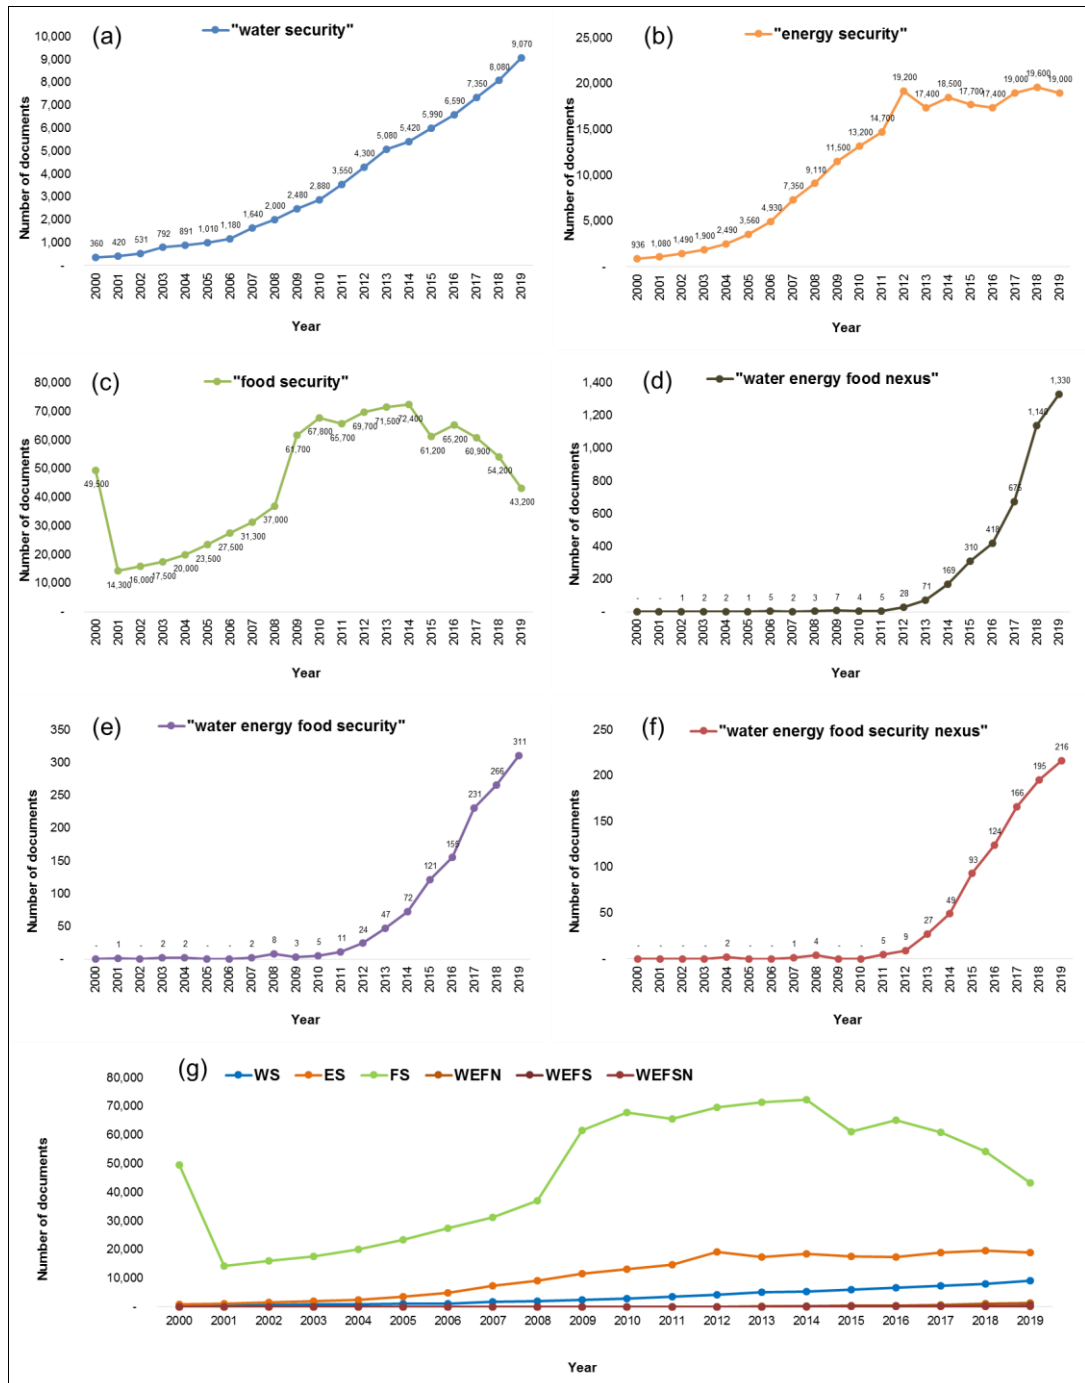 (a) "water security"
10,000
9,000
8,000
7,000
6,000
5,000
4,000
3,000
2,000
1,000
-
Number of documents
360 420 531 792 891 1,010 1,180 1,640 2,000 2,480 2,880 3,550 4,300 5,080 5,420 5,990 6,590 7,350 8,080 9,070
2000 2001 2002 2003 2004 2005 2006 2007 2008 2009 2010 2011 2012 2013 2014 2015 2016 2017 2018 2019
Year
(b) "energy security"
25,000
20,000
15,000
10,000
5,000
-
Number of documents
936 1,080 1,490 1,900 2,490 3,560 4,930 7,350 9,110 11,500 13,200 14,700 19,200 17,400 18,500 17,700 17,400 19,000 19,600 19,000
2000 2001 2002 2003 2004 2005 2006 2007 2008 2009 2010 2011 2012 2013 2014 2015 2016 2017 2018 2019
Year
(c) "food security"
80,000
70,000
60,000
50,000
40,000
30,000
20,000
10,000
-
Number of documents
49,500 14,300 16,000 17,500 20,000 23,500 27,500 31,300 37,000 61,700 67,800 65,700 69,700 71,500 72,400 61,200 65,200 60,900 54,200 43,200
2000 2001 2002 2003 2004 2005 2006 2007 2008 2009 2010 2011 2012 2013 2014 2015 2016 2017 2018 2019
Year
(d) "water energy food nexus"
1,400
1,200
1,000
800
600
400
200
-
Number of documents
- - 1 2 2 1 5 2 3 7 4 5 28 71 169 310 418 675 1,140 1,330
2000 2001 2002 2003 2004 2005 2006 2007 2008 2009 2010 2011 2012 2013 2014 2015 2016 2017 2018 2019
Year
(e) "water energy food security"
350
300
250
200
150
100
50
-
Number of documents
- 1 - 2 2 - - 2 8 3 5 11 24 47 72 121 155 231 266 311
2000 2001 2002 2003 2004 2005 2006 2007 2008 2009 2010 2011 2012 2013 2014 2015 2016 2017 2018 2019
Year
(f) "water energy food security nexus"
250
200
150
100
50
-
Number of documents
- - - - 2 - - 1 4 - - 5 9 27 49 93 124 166 195 216
2000 2001 2002 2003 2004 2005 2006 2007 2008 2009 2010 2011 2012 2013 2014 2015 2016 2017 2018 2019
Year
(g) WS ES FS WEFN WEFS WEFSN
80,000
70,000
60,000
50,000
40,000
30,000
20,000
10,000
-
Number of documents
2000 2001 2002 2003 2004 2005 2006 2007 2008 2009 2010 2011 2012 2013 2014 2015 2016 2017 2018 2019
Year